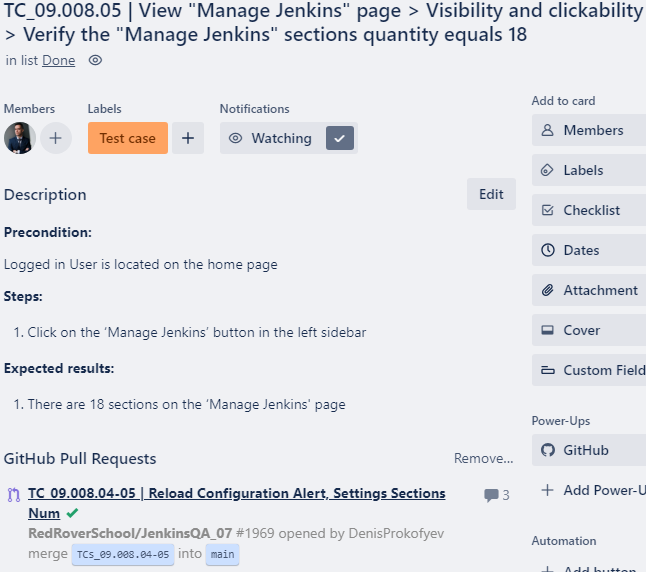 TC_09.008.05 | View "Manage Jenkins" page > Visibility and clickability
> Verify the "Manage Jenkins" sections quantity equals 18
in list Done
Members
Labels
Notifications
Test case
Watching
Description
Edit
Precondition:
Logged in User is located on the home page
Steps:
1. Click on the ‘Manage Jenkins’ button in the left sidebar
Expected results:
1. There are 18 sections on the ‘Manage Jenkins’ page
GitHub Pull Requests
Remove...
TC_09.008.04-05 | Reload Configuration Alert, Settings Sections
Num
3
RedRoverSchool/JenkinsQA_07 #1969 opened by DenisProkofyev
merge TCs_09.008.04-05 into main
Add to card
Members
Labels
Checklist
Dates
Attachment
Cover
Custom Field
Power-Ups
GitHub
Add Power-U
Automation
Add button